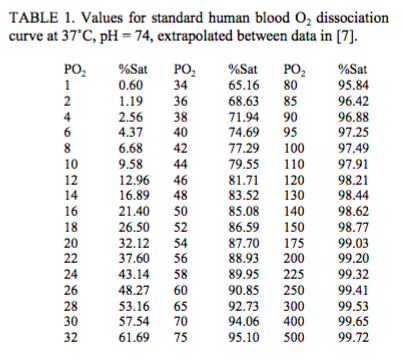 TABLE 1. Values for standard human blood O₂ dissociation
curve at 37°C, pH = 74, extrapolated between data in [7].
PO₂ %Sat PO₂ %Sat PO₂ %Sat
1 0.60 34 65.16 80 95.84
2 1.19 36 68.63 85 96.42
4 2.56 38 71.94 90 96.88
6 4.37 40 74.69 95 97.25
8 6.68 42 77.29 100 97.49
10 9.58 44 79.55 110 97.91
12 12.96 46 81.71 120 98.21
14 16.89 48 83.52 130 98.44
16 21.40 50 85.08 140 98.62
18 26.50 52 86.59 150 98.77
20 32.12 54 87.70 175 99.03
22 37.60 56 88.93 200 99.20
24 43.14 58 89.95 225 99.32
26 48.27 60 90.85 250 99.41
28 53.16 65 92.73 300 99.53
30 57.54 70 94.06 400 99.65
32 61.69 75 95.10 500 99.72